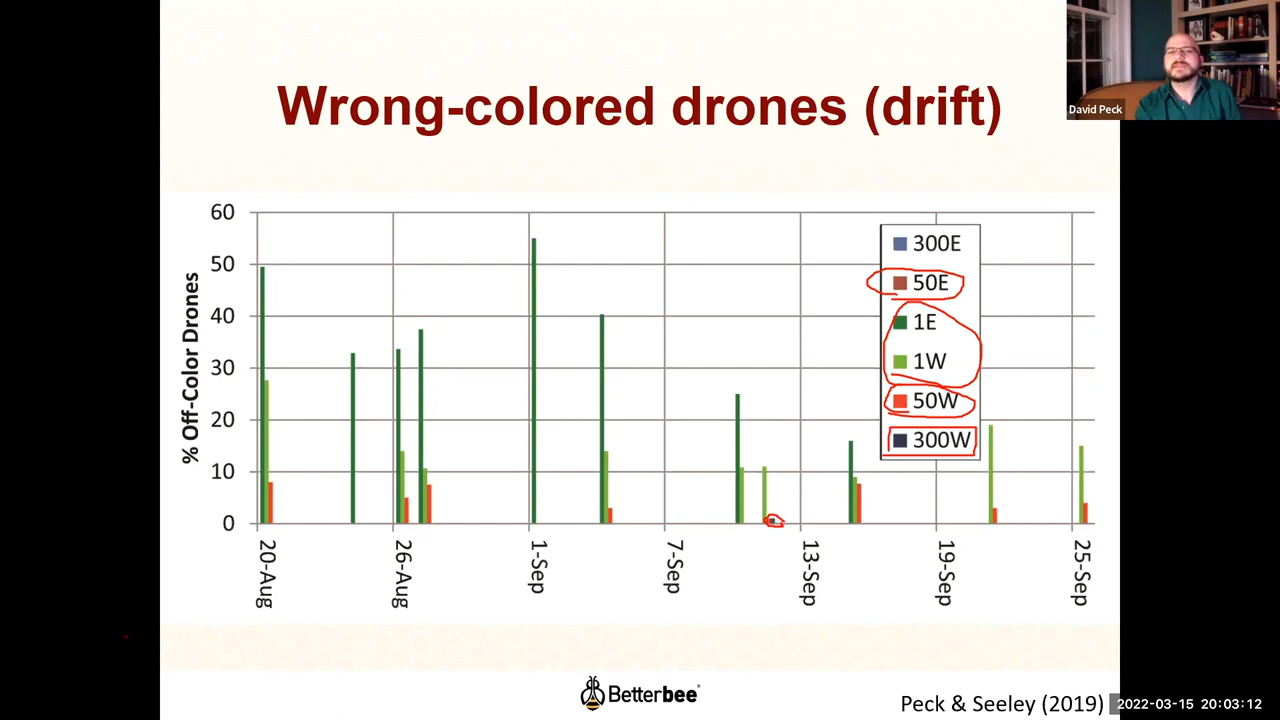 Wrong-colored drones (drift)
David Peck
% Off-Color Drones
60
50
40
30
20
10
0
300E
50E
1E
1W
50W
300W
20-Aug
26-Aug
1-Sep
7-Sep
13-Sep
19-Sep
25-Sep
Betterbee®
Peck & Seeley (2019)
2022-03-15 20:03:12